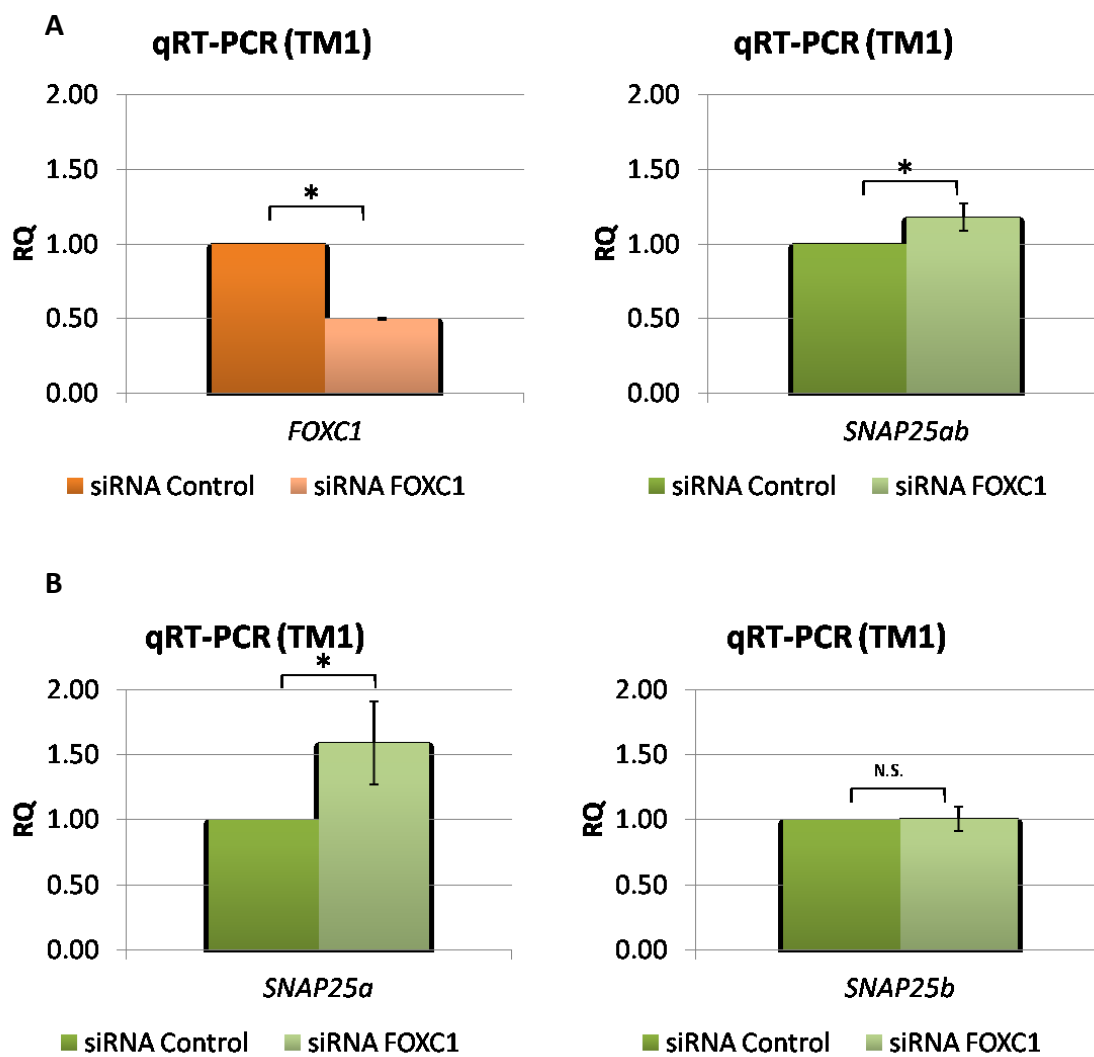 A
qRT-PCR (TM1)
2.00
1.50
1.00
0.50
0.00
RQ
*
FOXC1
siRNA Control siRNA FOXC1
qRT-PCR (TM1)
2.00
1.50
1.00
0.50
0.00
RQ
*
SNAP25ab
siRNA Control siRNA FOXC1
B
qRT-PCR (TM1)
2.00
1.50
1.00
0.50
0.00
RQ
*
SNAP25a
siRNA Control siRNA FOXC1
qRT-PCR (TM1)
2.00
1.50
1.00
0.50
0.00
RQ
N.S.
SNAP25b
siRNA Control siRNA FOXC1